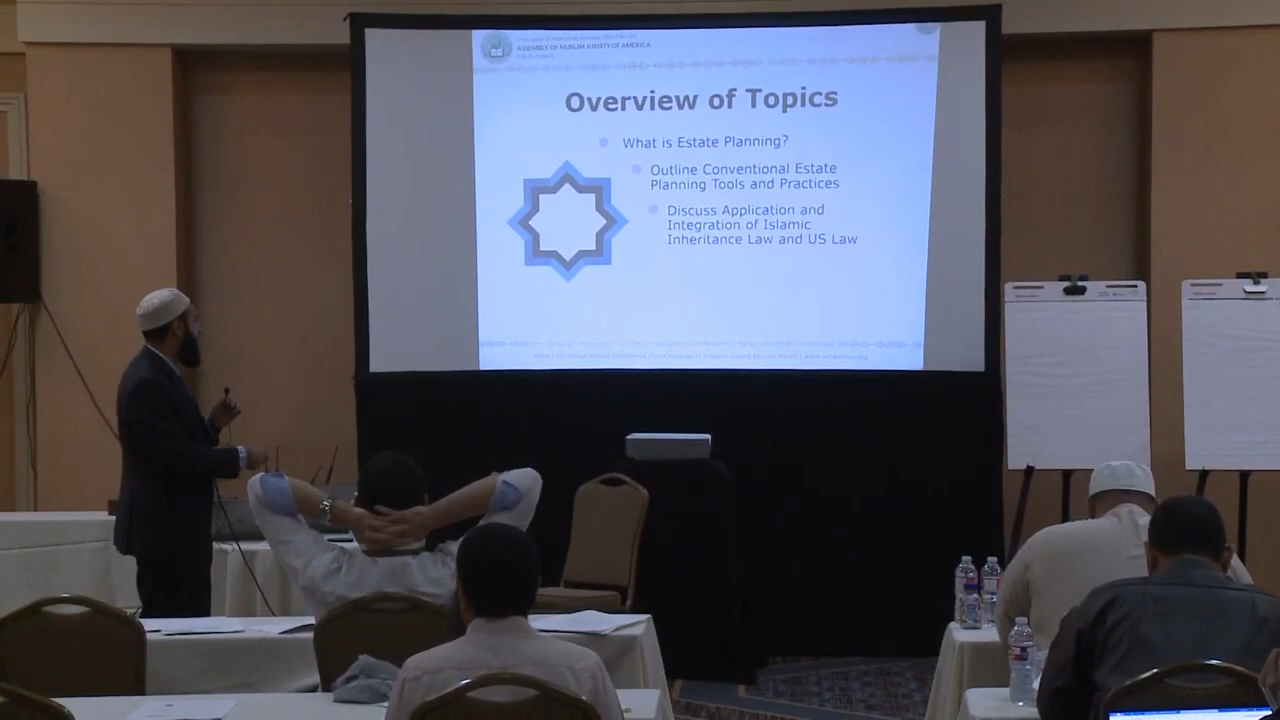 ASSEMBLY OF MUSLIM JURISTS OF AMERICA
Overview of Topics
What is Estate Planning?
Outline Conventional Estate
Planning Tools and Practices
Discuss Application and
Integration of Islamic
Inheritance Law and US Law